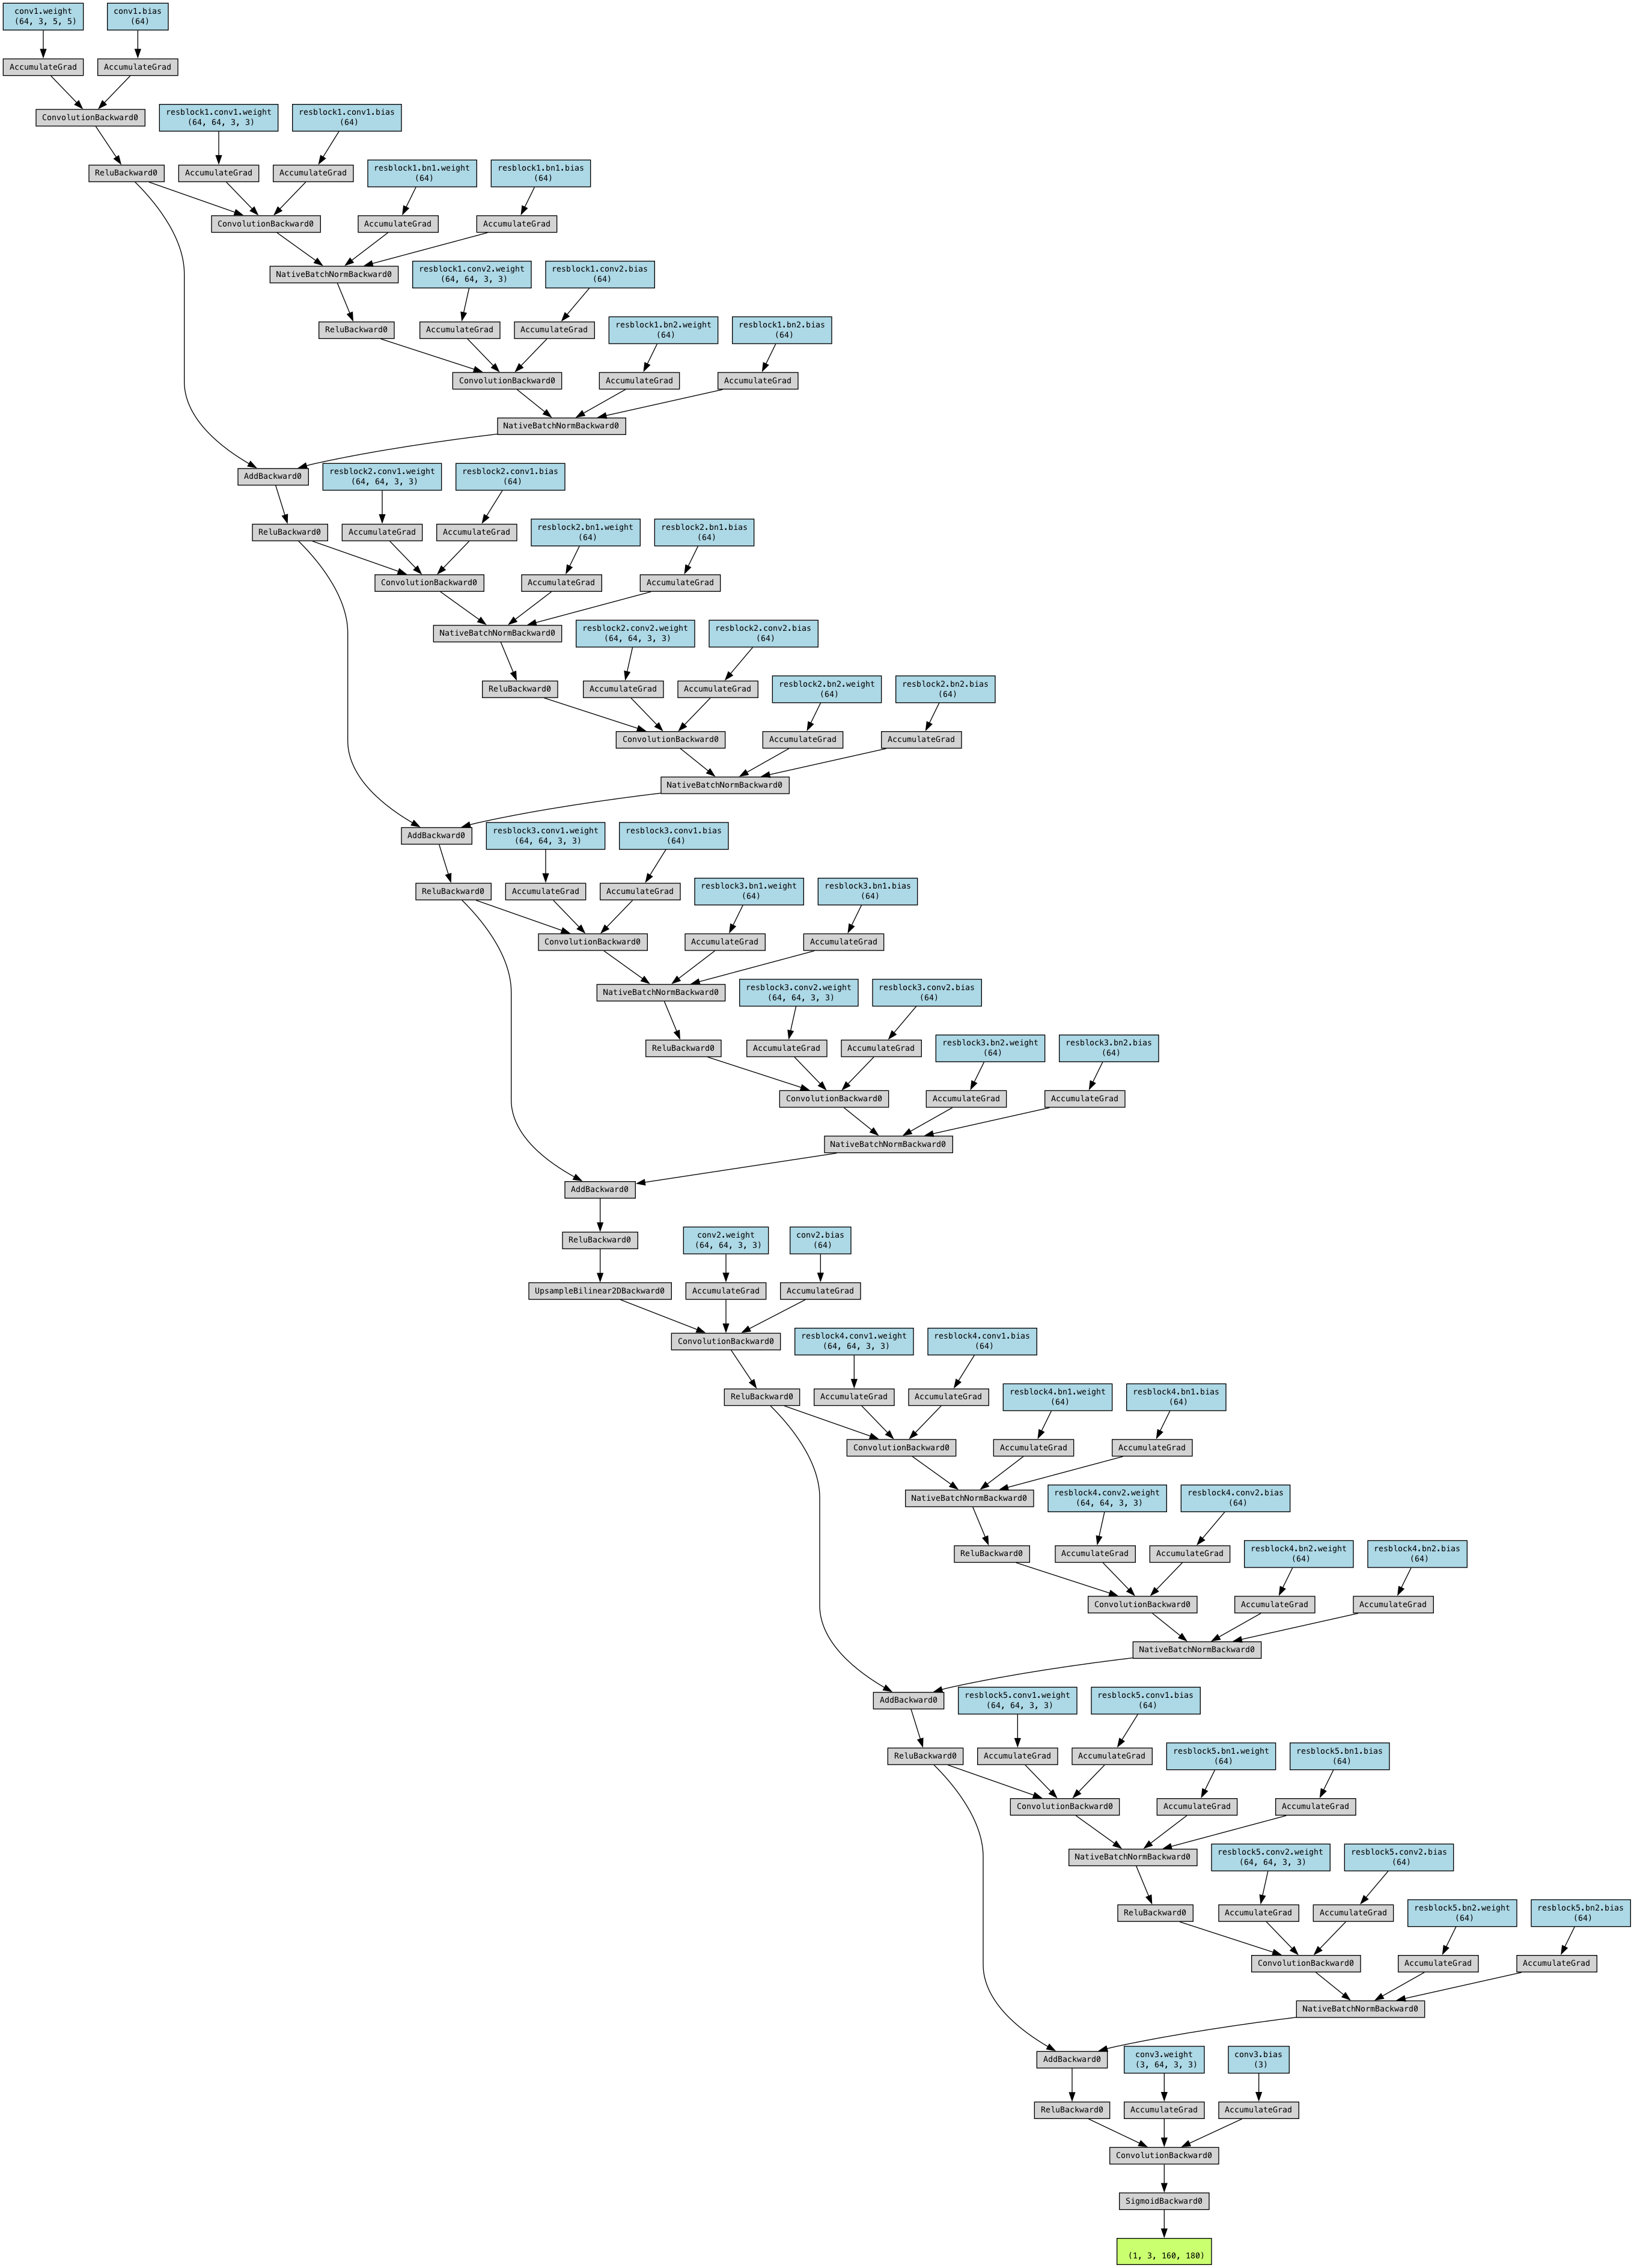 conv1.weight
(64, 3, 5, 5)
conv1.bias
(64)
AccumulateGrad
AccumulateGrad
ConvolutionBackward0
resblock1.conv1.weight
(64, 64, 3, 3)
resblock1.conv1.bias
(64)
ReluBackward0
AccumulateGrad
AccumulateGrad
resblock1.bn1.weight
(64)
resblock1.bn1.bias
(64)
ConvolutionBackward0
AccumulateGrad
AccumulateGrad
NativeBatchNormBackward0
resblock1.conv2.weight
(64, 64, 3, 3)
resblock1.conv2.bias
(64)
ReluBackward0
AccumulateGrad
AccumulateGrad
resblock1.bn2.weight
(64)
resblock1.bn2.bias
(64)
ConvolutionBackward0
AccumulateGrad
AccumulateGrad
NativeBatchNormBackward0
AddBackward0
resblock2.conv1.weight
(64, 64, 3, 3)
resblock2.conv1.bias
(64)
ReluBackward0
AccumulateGrad
AccumulateGrad
resblock2.bn1.weight
(64)
resblock2.bn1.bias
(64)
ConvolutionBackward0
AccumulateGrad
AccumulateGrad
NativeBatchNormBackward0
resblock2.conv2.weight
(64, 64, 3, 3)
resblock2.conv2.bias
(64)
ReluBackward0
AccumulateGrad
AccumulateGrad
resblock2.bn2.weight
(64)
resblock2.bn2.bias
(64)
ConvolutionBackward0
AccumulateGrad
AccumulateGrad
NativeBatchNormBackward0
AddBackward0
resblock3.conv1.weight
(64, 64, 3, 3)
resblock3.conv1.bias
(64)
ReluBackward0
AccumulateGrad
AccumulateGrad
resblock3.bn1.weight
(64)
resblock3.bn1.bias
(64)
ConvolutionBackward0
AccumulateGrad
AccumulateGrad
NativeBatchNormBackward0
resblock3.conv2.weight
(64, 64, 3, 3)
resblock3.conv2.bias
(64)
ReluBackward0
AccumulateGrad
AccumulateGrad
resblock3.bn2.weight
(64)
resblock3.bn2.bias
(64)
ConvolutionBackward0
AccumulateGrad
AccumulateGrad
NativeBatchNormBackward0
AddBackward0
ReluBackward0
conv2.weight
(64, 64, 3, 3)
conv2.bias
(64)
UpsampleBilinear2DBackward0
AccumulateGrad
AccumulateGrad
ConvolutionBackward0
resblock4.conv1.weight
(64, 64, 3, 3)
resblock4.conv1.bias
(64)
ReluBackward0
AccumulateGrad
AccumulateGrad
resblock4.bn1.weight
(64)
resblock4.bn1.bias
(64)
ConvolutionBackward0
AccumulateGrad
AccumulateGrad
NativeBatchNormBackward0
resblock4.conv2.weight
(64, 64, 3, 3)
resblock4.conv2.bias
(64)
ReluBackward0
AccumulateGrad
AccumulateGrad
resblock4.bn2.weight
(64)
resblock4.bn2.bias
(64)
ConvolutionBackward0
AccumulateGrad
AccumulateGrad
NativeBatchNormBackward0
AddBackward0
resblock5.conv1.weight
(64, 64, 3, 3)
resblock5.conv1.bias
(64)
ReluBackward0
AccumulateGrad
AccumulateGrad
resblock5.bn1.weight
(64)
resblock5.bn1.bias
(64)
ConvolutionBackward0
AccumulateGrad
AccumulateGrad
NativeBatchNormBackward0
resblock5.conv2.weight
(64, 64, 3, 3)
resblock5.conv2.bias
(64)
ReluBackward0
AccumulateGrad
AccumulateGrad
resblock5.bn2.weight
(64)
resblock5.bn2.bias
(64)
ConvolutionBackward0
AccumulateGrad
AccumulateGrad
NativeBatchNormBackward0
AddBackward0
conv3.weight
(3, 64, 3, 3)
conv3.bias
(3)
ReluBackward0
AccumulateGrad
AccumulateGrad
ConvolutionBackward0
SigmoidBackward0
(1, 3, 160, 180)